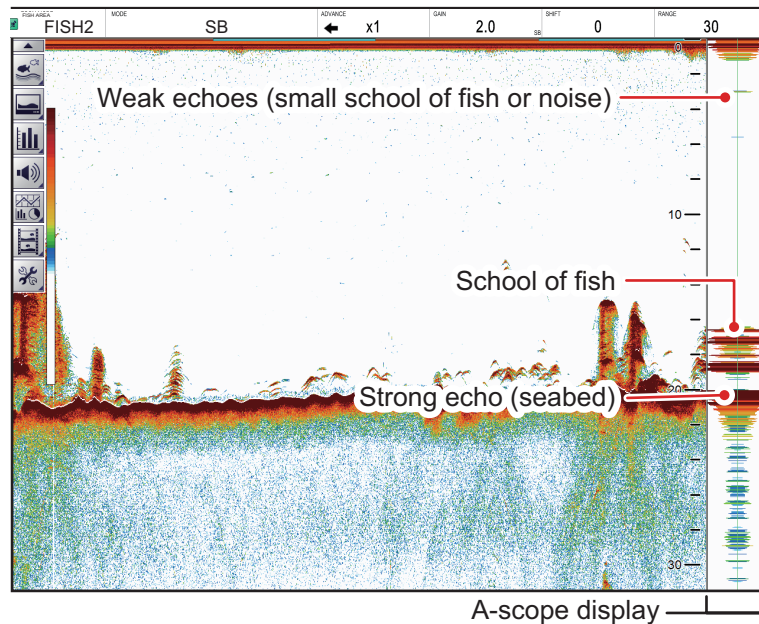 FISH AREA MODE ADVANCE GAIN SHIFT RANGE
FISH2 SB x1 2.0 SB 0 30
0
Weak echoes (small school of fish or noise)
10
School of fish
20
Strong echo (seabed)
30
A-scope display